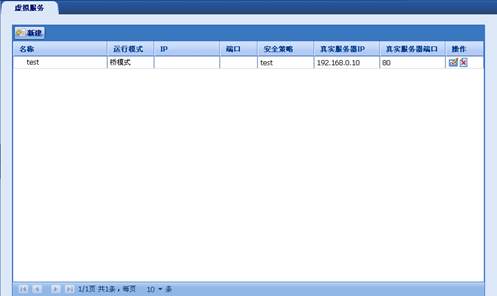 虚拟服务
新建
名称 运行模式 IP 端口 安全策略 真实服务器IP 真实服务器端口 操作
test 桥模式 test 192.168.0.10 80
1/1页 共1条，每页 10 条